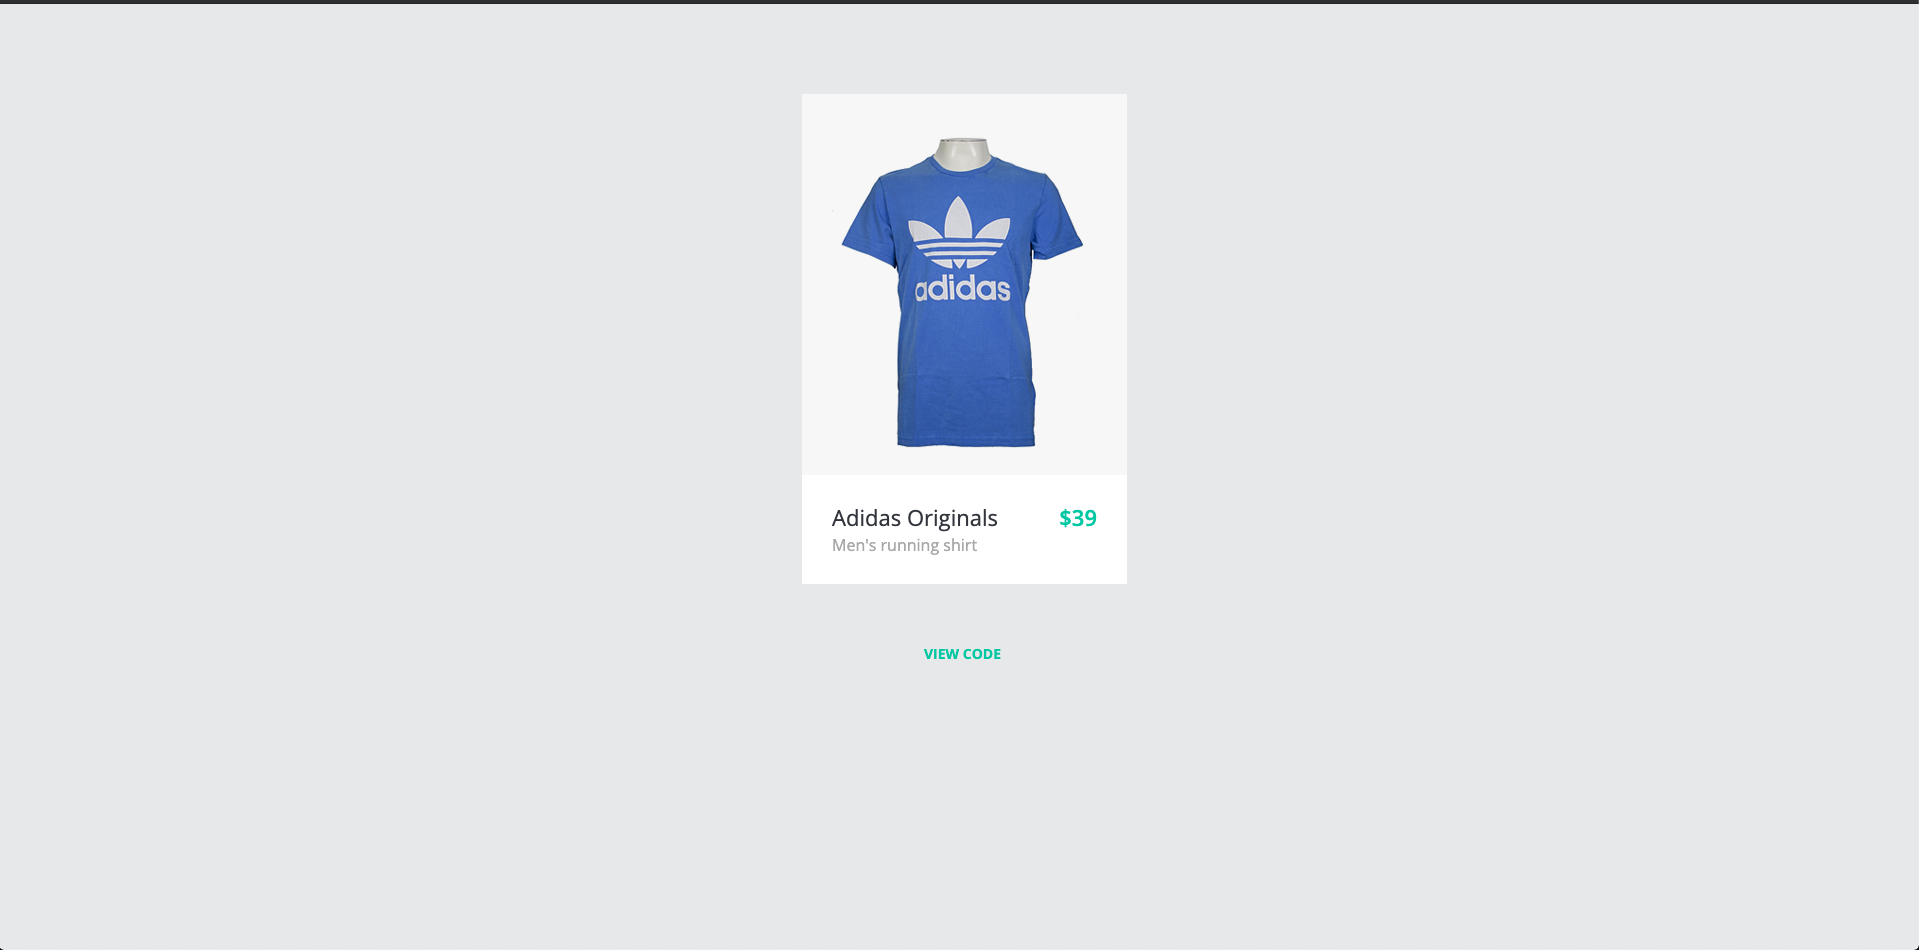 adidas
Adidas Originals $39
Men's running shirt
VIEW CODE